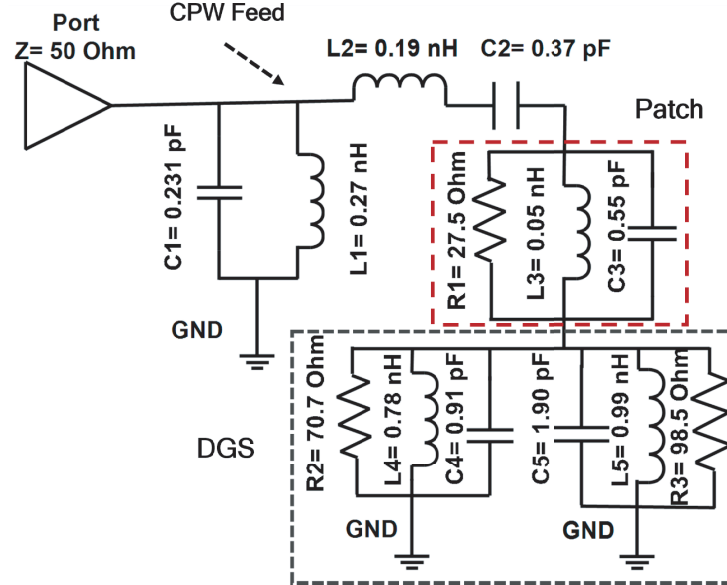 CPW Feed
Port
Z= 50 Ohm
L2= 0.19 nH
C2= 0.37 pF
Patch
C1= 0.231 pF
L1= 0.27 nH
R1= 27.5 Ohm
L3= 0.05 nH
C3= 0.55 pF
GND
DGS
R2= 70.7 Ohm
L4= 0.78 nH
C4= 0.91 pF
C5= 1.90 pF
L5= 0.99 nH
R3= 98.5 Ohm
GND
GND